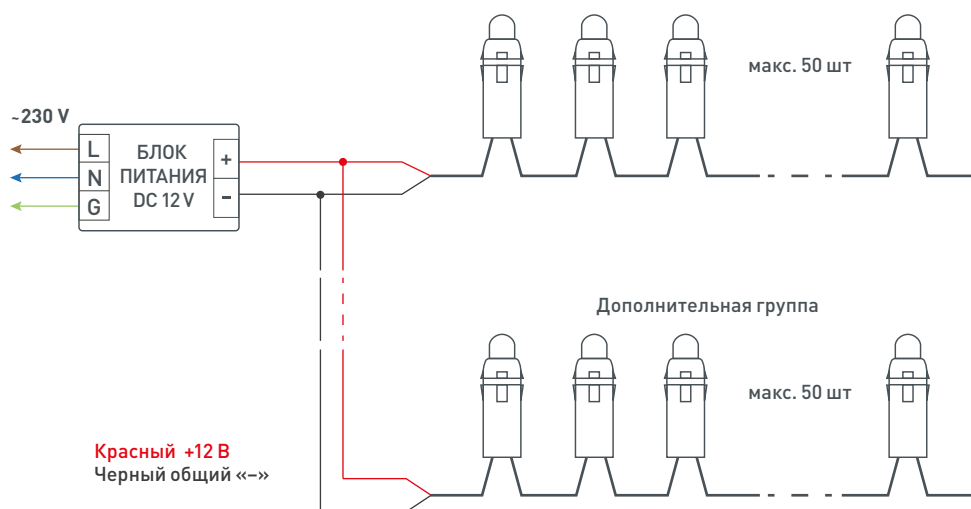 ~230 V
L
N
G
БЛОК
ПИТАНИЯ
DC 12 V
+
–
макс. 50 шт
Дополнительная группа
макс. 50 шт
Красный +12 В
Черный общий «–»